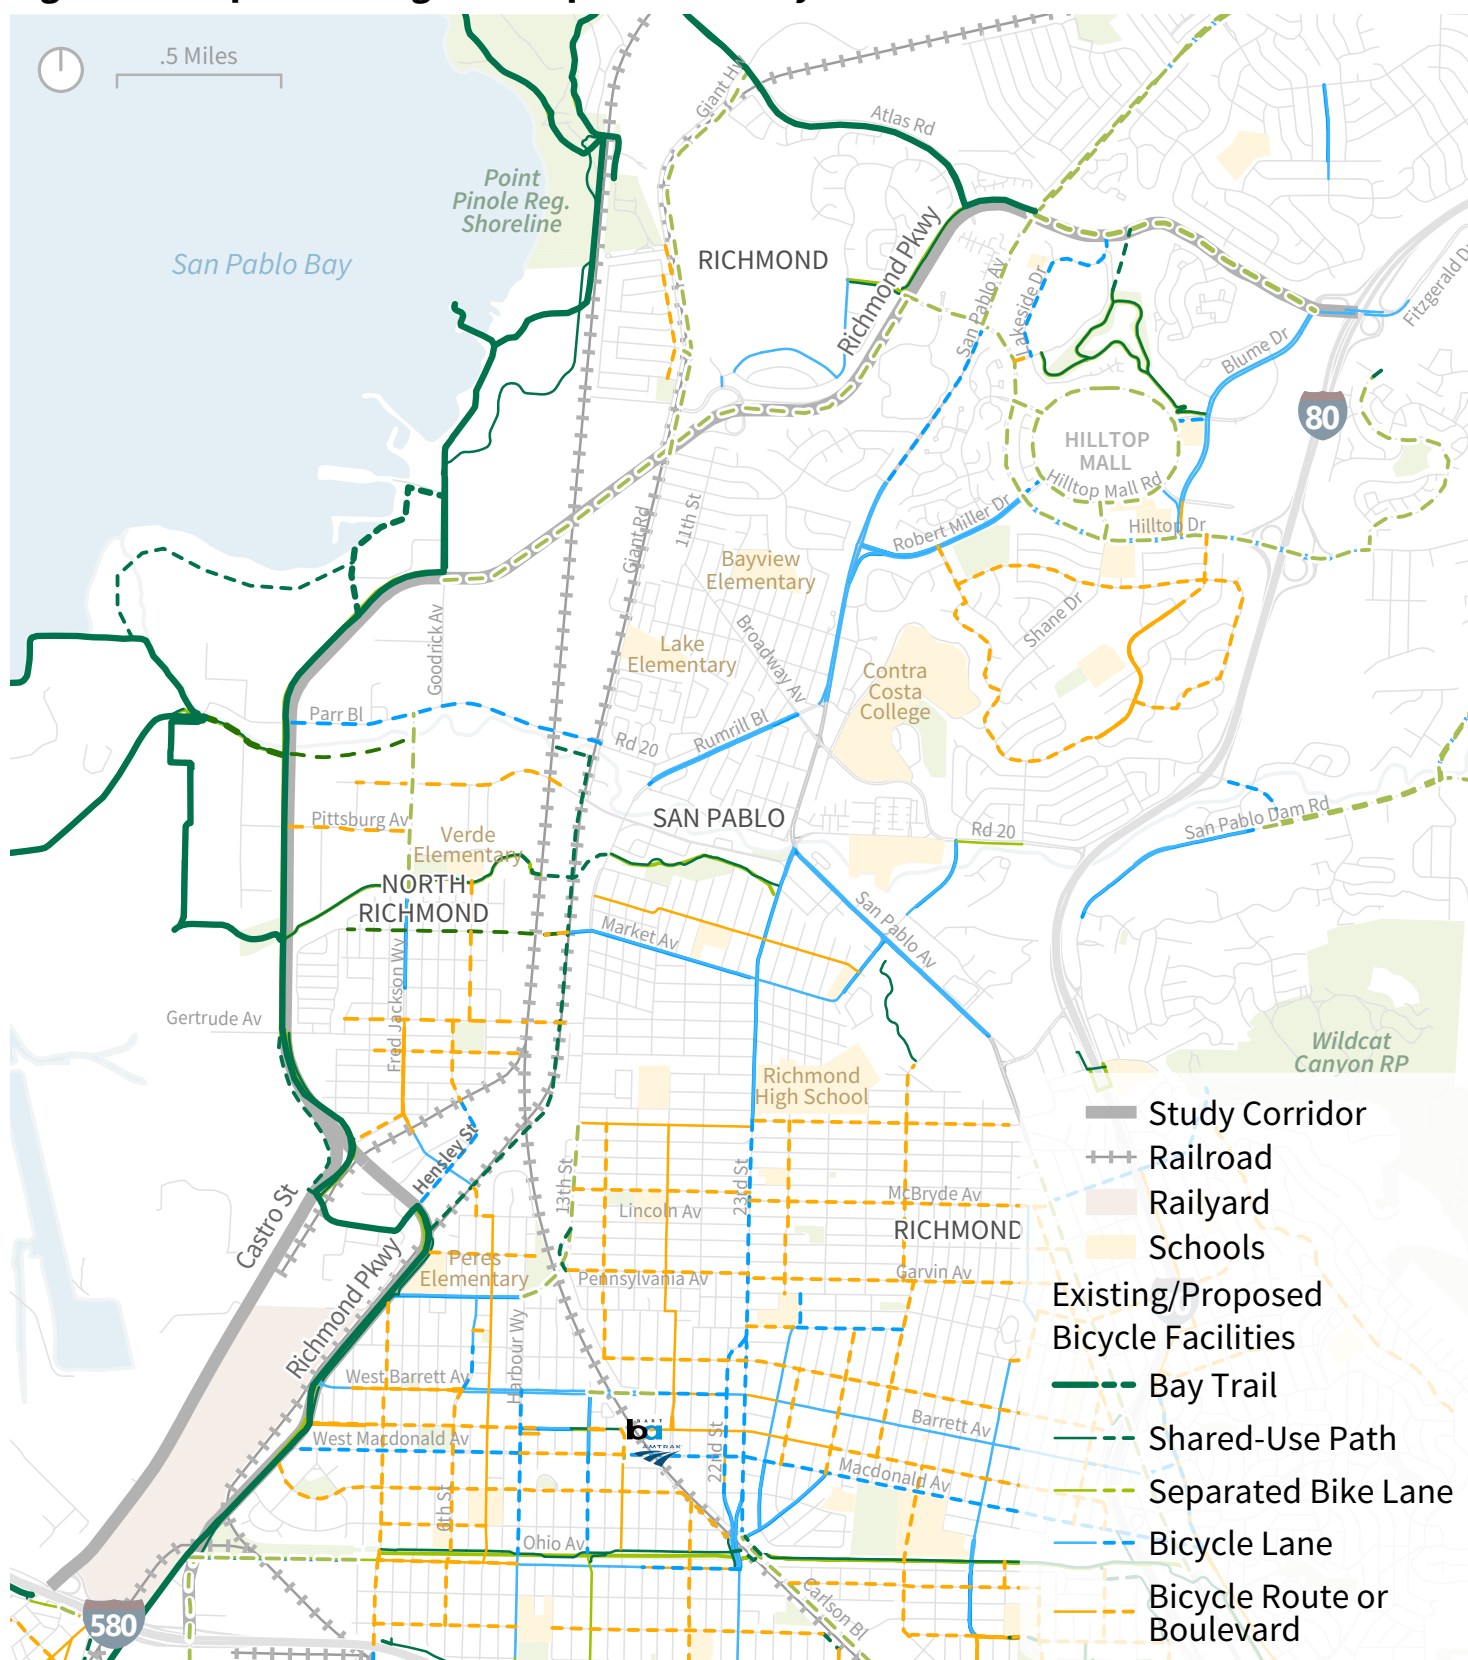 .5 Miles
Giant Hwy
Atlas Rd
Point
Pinole Reg.
Shoreline
San Pablo Bay
RICHMOND
Richmond Pkwy
San Pablo Av
Lakeside Dr
Fitzgerald Dr
Blume Dr
80
HILLTOP
MALL
Hilltop Mall Rd
Hilltop Dr
Robert Miller Dr
11th St
Giant Rd
Bayview
Elementary
Shane Dr
Goodrick Av
Lake
Elementary
Broadway Av
Contra
Costa
College
Parr Bl
Rd 20
Rumrill Bl
SAN PABLO
Rd 20
San Pablo Dam Rd
Pittsburg Av
Verde
Elementary
NORTH
RICHMOND
Market Av
San Pablo Av
Fred Jackson Wy
Gertrude Av
Wildcat
Canyon RP
Richmond
High School
Hensley St
13th St
23rd St
McBryde Av
Lincoln Av
RICHMOND
Castro St
Richmond Pkwy
Peres
Elementary
Pennsylvania Av
Garvin Av
Harbour Wy
West Barrett Av
Barrett Av
BART
ba
AMTRAK
West Macdonald Av
22nd St
Macdonald Av
6th St
Ohio Av
Carlson Bl
580
Study Corridor
Railroad
Railyard
Schools
Existing/Proposed
Bicycle Facilities
Bay Trail
Shared-Use Path
Separated Bike Lane
Bicycle Lane
Bicycle Route or
Boulevard